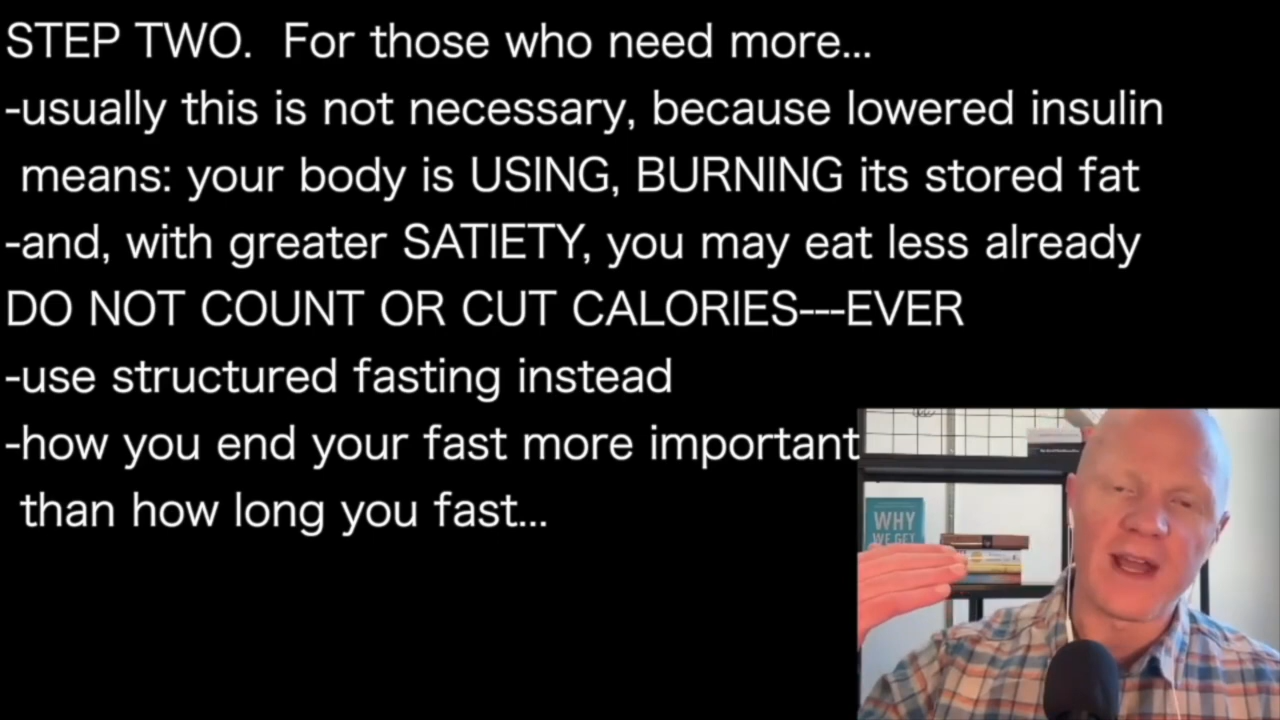 STEP TWO.  For those who need more...
-usually this is not necessary, because lowered insulin
means: your body is USING, BURNING its stored fat
-and, with greater SATIETY, you may eat less already
DO NOT COUNT OR CUT CALORIES---EVER
-use structured fasting instead
-how you end your fast more important
than how long you fast...
WHY
WE GET